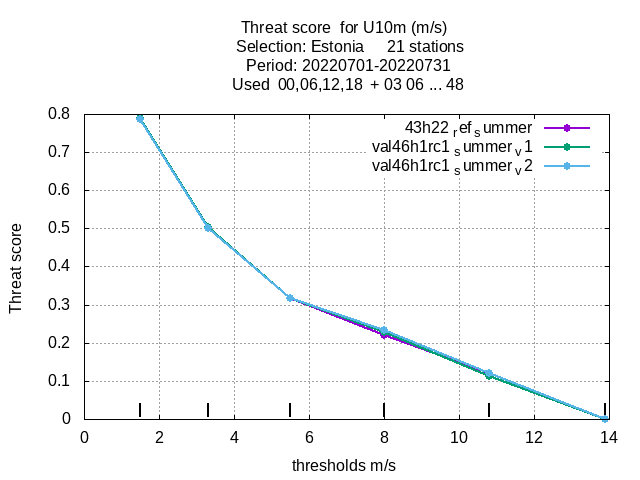 Threat score  for U10m (m/s)
Selection: Estonia     21 stations
Period: 20220701-20220731
Used  00,06,12,18  + 03 06 ... 48
43h22 ref summer
val46h1rc1 summer v1
val46h1rc1 summer v2
0.8
0.7
0.6
0.5
0.4
0.3
0.2
0.1
0
Threat score
0 2 4 6 8 10 12 14
thresholds m/s